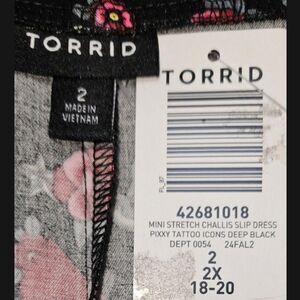 TORRID
2
MADE IN
VIETNAM
TORRID
42681018
MINI STRETCH CHALLIS SLIP DRESS
PIXXY TATTOO ICONS DEEP BLACK
DEPT 0054 24FAL2
2
2X
18-20